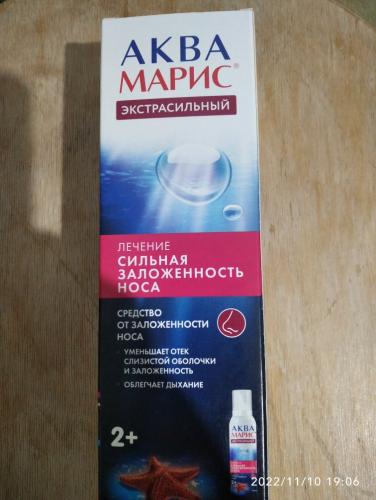 АКВА
МАРИС®
ЭКСТРАСИЛЬНЫЙ
ЛЕЧЕНИЕ
СИЛЬНАЯ
ЗАЛОЖЕННОСТЬ
НОСА
СРЕДСТВО
ОТ ЗАЛОЖЕННОСТИ
НОСА
· УМЕНЬШАЕТ ОТЕК
СЛИЗИСТОЙ ОБОЛОЧКИ
И ЗАЛОЖЕННОСТЬ
· ОБЛЕГЧАЕТ ДЫХАНИЕ
2+
АКВА
МАРИС
2022/11/10 19:06